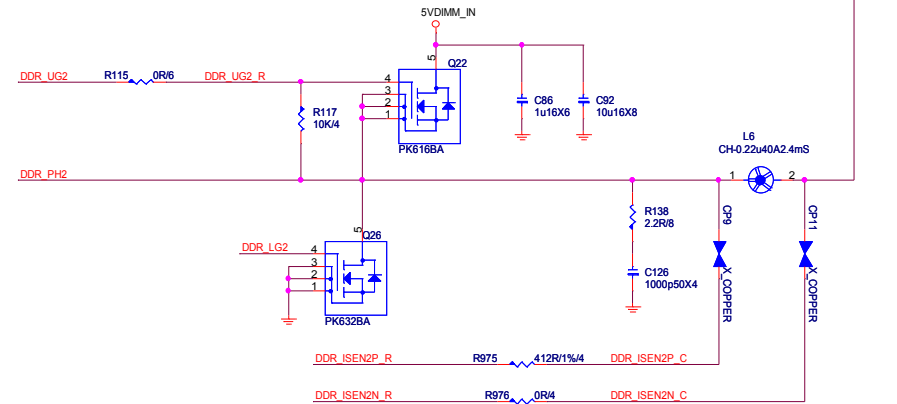 5VDIMM_IN
DDR_UG2 R115 0R/6 DDR_UG2_R
4 3 2 1 5 Q22
PK616BA
R117
10K/4
C86
1u16X6
C92
10u16X8
DDR_PH2
L6
CH-0.22u40A2.4mS
1 2
DDR_LG2
4 3 2 1 5 Q26
PK632BA
R138
2.2R/8
C126
1000p50X4
CP9
X_COPPER
CP11
X_COPPER
DDR_ISEN2P_R R975 412R/1%/4 DDR_ISEN2P_C
DDR_ISEN2N_R R976 0R/4 DDR_ISEN2N_C